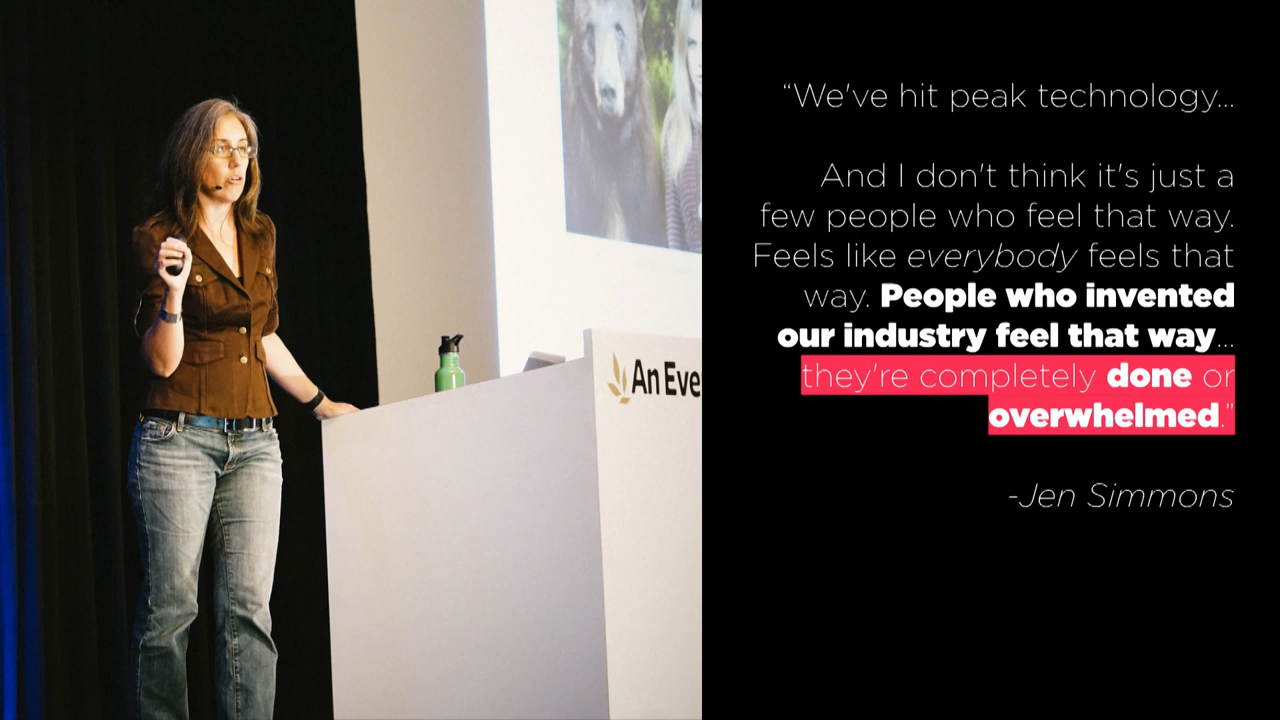 An Eve
“We've hit peak technology...
And I don't think it's just a
few people who feel that way.
Feels like everybody feels that
way. People who invented
our industry feel that way...
they're completely done or
overwhelmed.”
-Jen Simmons